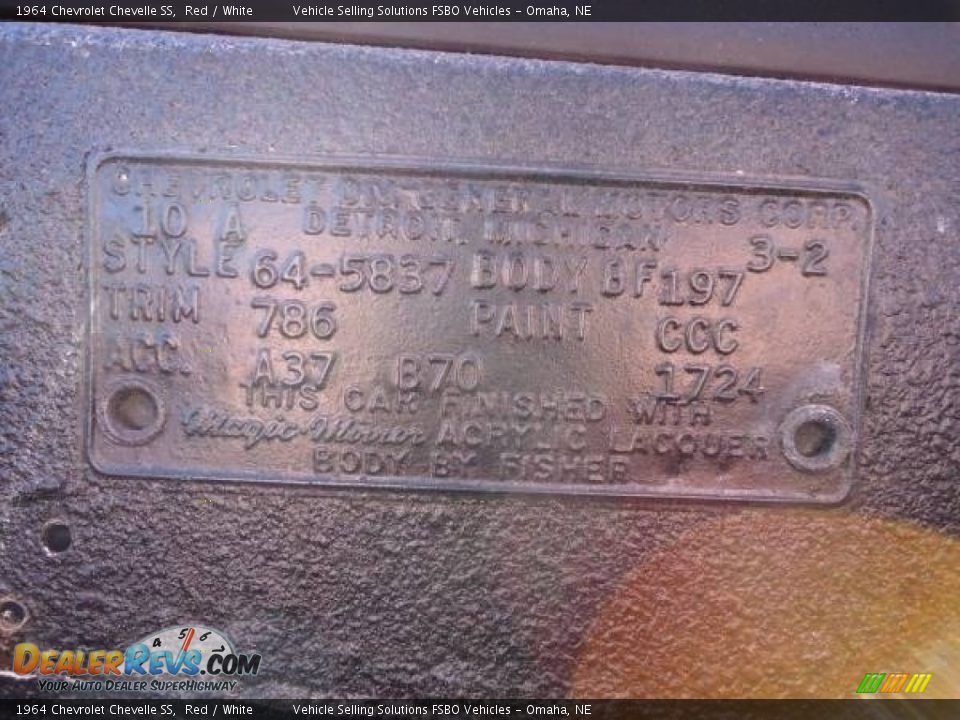 1964 Chevrolet Chevelle SS, Red / White Vehicle Selling Solutions FSBO Vehicles - Omaha, NE
CHEVROLET DIV. GENERAL MOTORS CORP.
10 A DETROIT, MICHIGAN 3-2
STYLE 64-5837 BODY BF 197
TRIM 786 PAINT CCC
ACC. A37 B70 1724
THIS CAR FINISHED WITH
Magic-Mirror ACRYLIC LACQUER
BODY BY FISHER
4 5 6
DEALERREVS.COM
YOUR AUTO DEALER SUPERHIGHWAY
1964 Chevrolet Chevelle SS, Red / White Vehicle Selling Solutions FSBO Vehicles - Omaha, NE